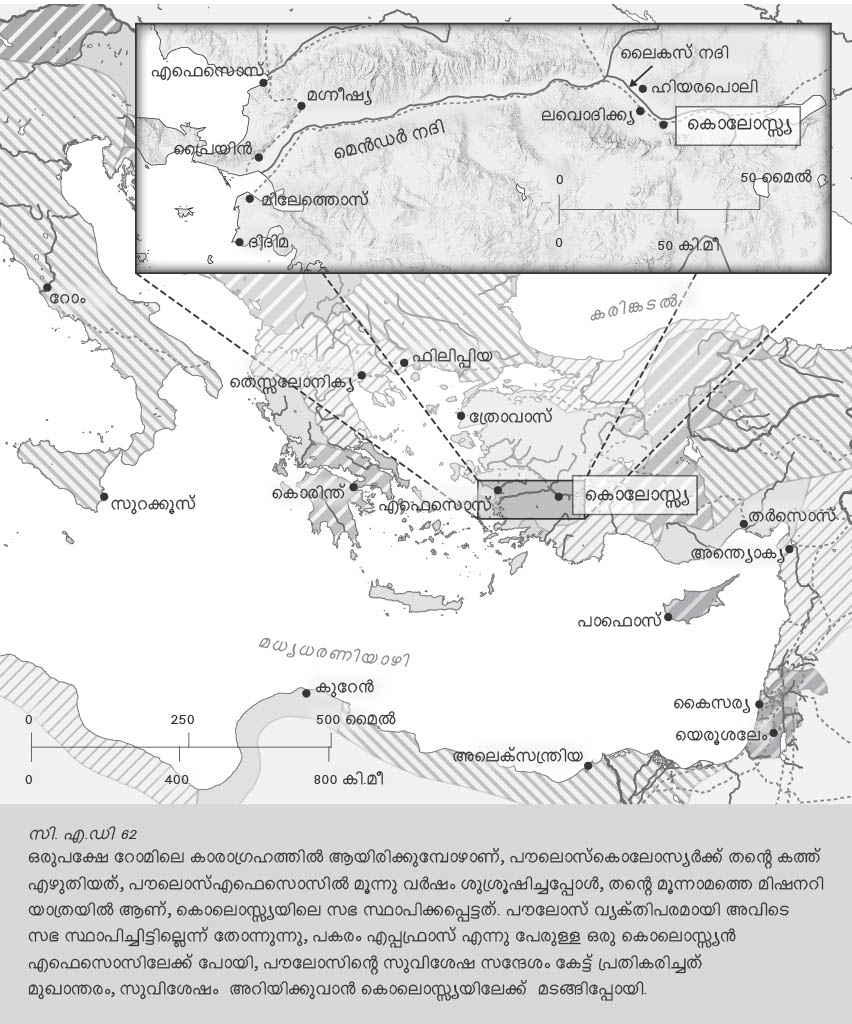 എഫെസൊസ്
മഗ്നീഷ്യ
ലൈകസ് നദി
ഹിയരപൊലി
ലവൊദിക്ക്യ
കൊലോസ്സ്യ
പ്രൈയിൻ
മെൻഡർ നദി
മിലേത്തൊസ്
ദിദിമ
0 50 മൈൽ
0 50 കി.മീ
റോം
കരിങ്കടൽ
ഫിലിപ്പിയ
തെസ്സലോനിക്യ
ത്രോവാസ്
സുറക്കൂസ്
കൊരിന്ത്
എഫെസൊസ്
കൊലോസ്സ്യ
തർസൊസ്
അന്ത്യൊക്യ
പാഫൊസ്
മധ്യധരണിയാഴി
കുറേൻ
കൈസര്യ
യെരൂശലേം
അലെക്സന്ത്രിയ
0 250 500 മൈൽ
0 400 800 കി.മീ
സി. എ.ഡി 62
ഒരുപക്ഷേ റോമിലെ കാരാഗ്രഹത്തിൽ ആയിരിക്കുമ്പോഴാണ്, പൗലൊസ്കൊലോസ്യർക്ക് തന്റെ കത്ത്
എഴുതിയത്, പൗലൊസ്എഫെസൊസിൽ മൂന്നു വർഷം ശുശ്രൂഷിച്ചപ്പോൾ, തന്റെ മൂന്നാമത്തെ മിഷനറി
യാത്രയിൽ ആണ്, കൊലൊസ്സ്യയിലെ സഭ സ്ഥാപിക്കപ്പെട്ടത്. പൗലോസ് വ്യക്തിപരമായി അവിടെ
സഭ സ്ഥാപിച്ചിട്ടില്ലെന്ന് തോന്നുന്നു, പകരം എപ്പഫ്രാസ് എന്നു പേരുള്ള ഒരു കൊലൊസ്സ്യൻ
എഫെസൊസിലേക്ക് പോയി, പൗലോസിന്റെ സുവിശേഷ സന്ദേശം കേട്ട് പ്രതികരിച്ചത്
മുഖാന്തരം, സുവിശേഷം അറിയിക്കുവാൻ കൊലൊസ്സ്യയിലേക്ക് മടങ്ങിപ്പോയി.